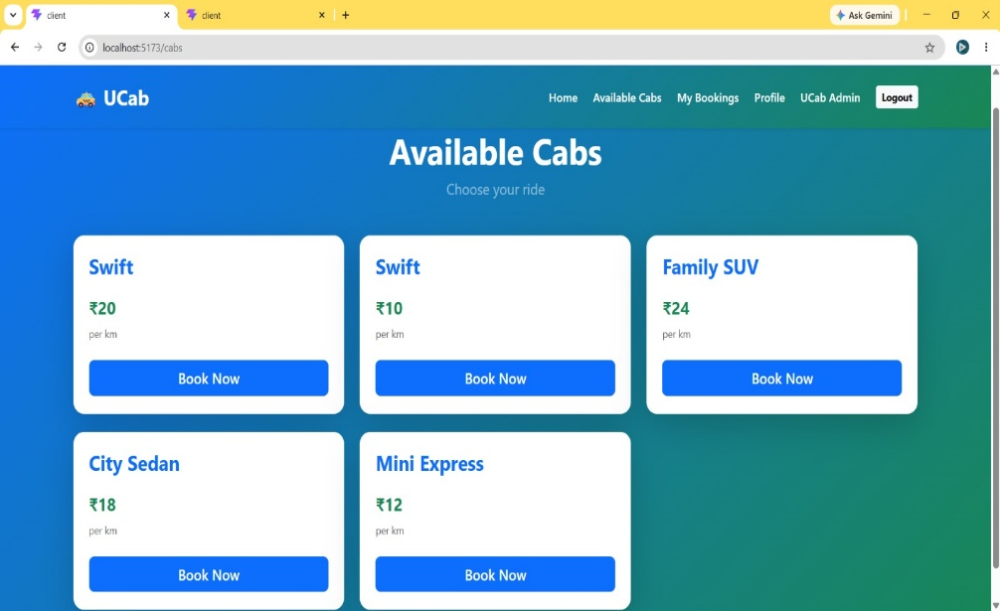 client
client
Ask Gemini
localhost:5173/cabs
UCab
Home Available Cabs My Bookings Profile UCab Admin Logout
Available Cabs
Choose your ride
Swift
₹20
per km
Book Now
Swift
₹10
per km
Book Now
Family SUV
₹24
per km
Book Now
City Sedan
₹18
per km
Book Now
Mini Express
₹12
per km
Book Now